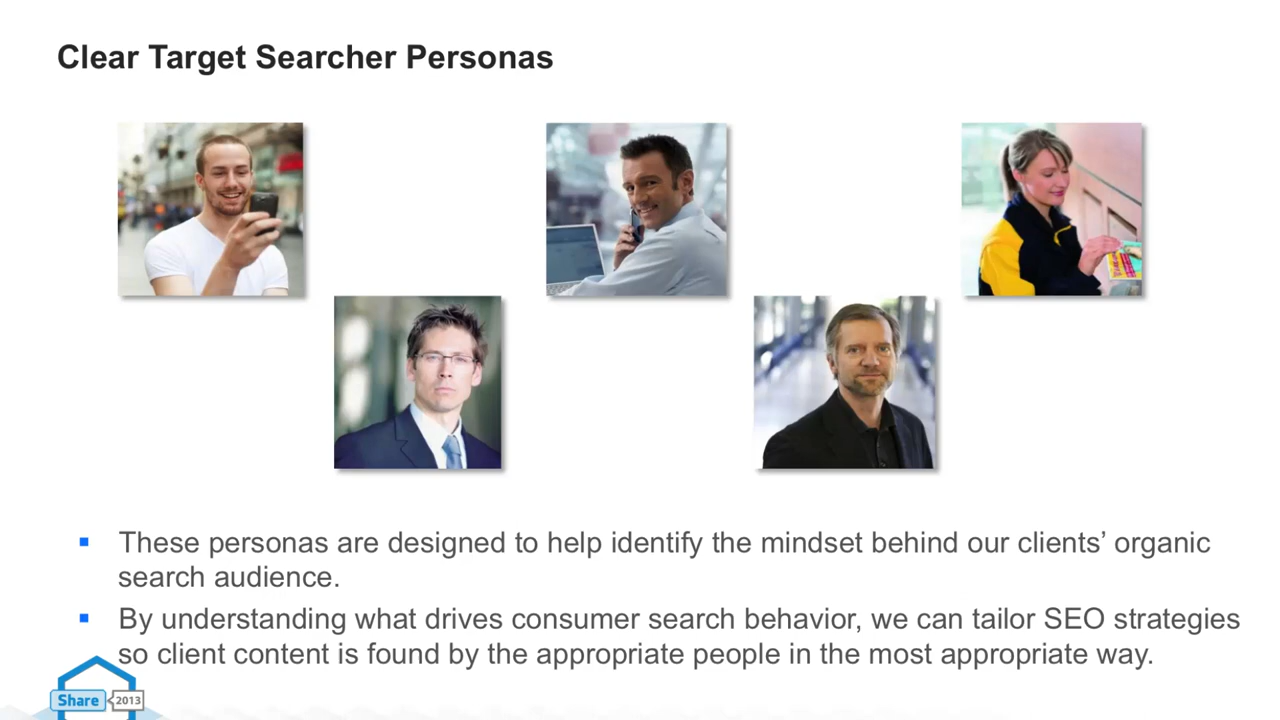 Clear Target Searcher Personas
These personas are designed to help identify the mindset behind our clients’ organic
search audience.
By understanding what drives consumer search behavior, we can tailor SEO strategies
so client content is found by the appropriate people in the most appropriate way.
Share 2013